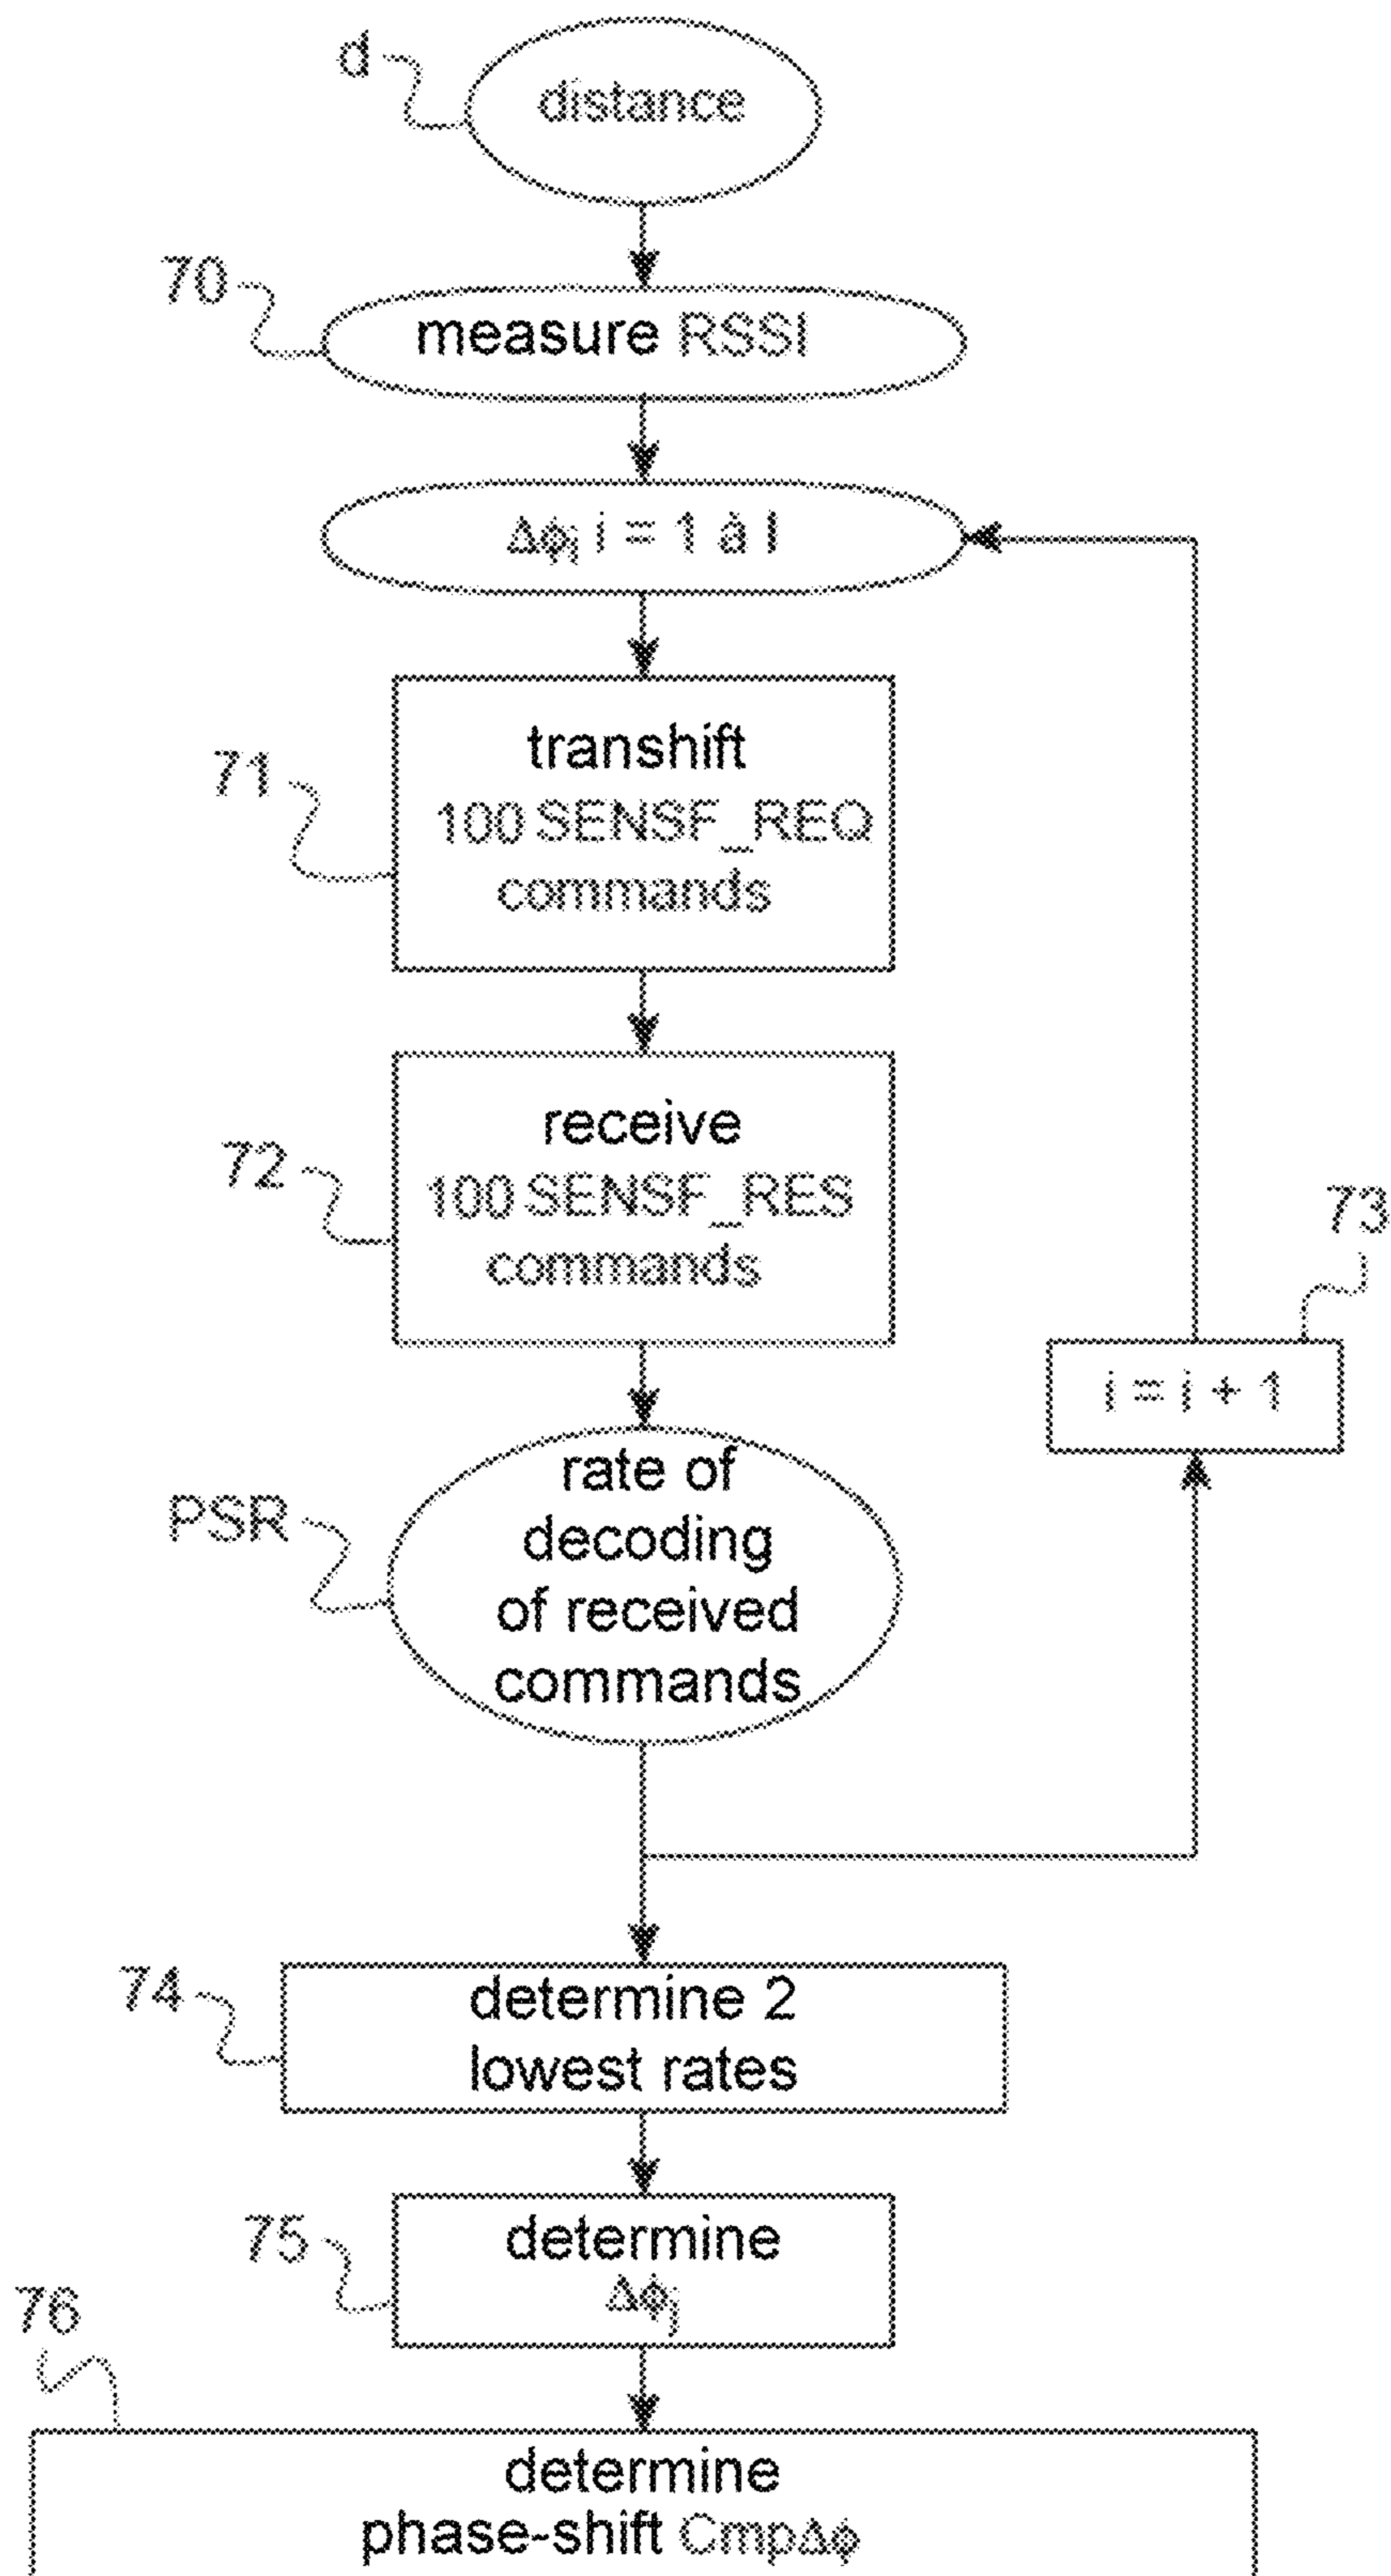 d
distance
70
measure RSSI
Δϕi i = 1 à I
71
transhift
100 SENSF_REQ
commands
72
receive
100 SENSF_RES
commands
73
i = i + 1
PSR
rate of
decoding
of received
commands
74
determine 2
lowest rates
75
determine
Δϕj
76
determine
phase-shift CmpΔϕ